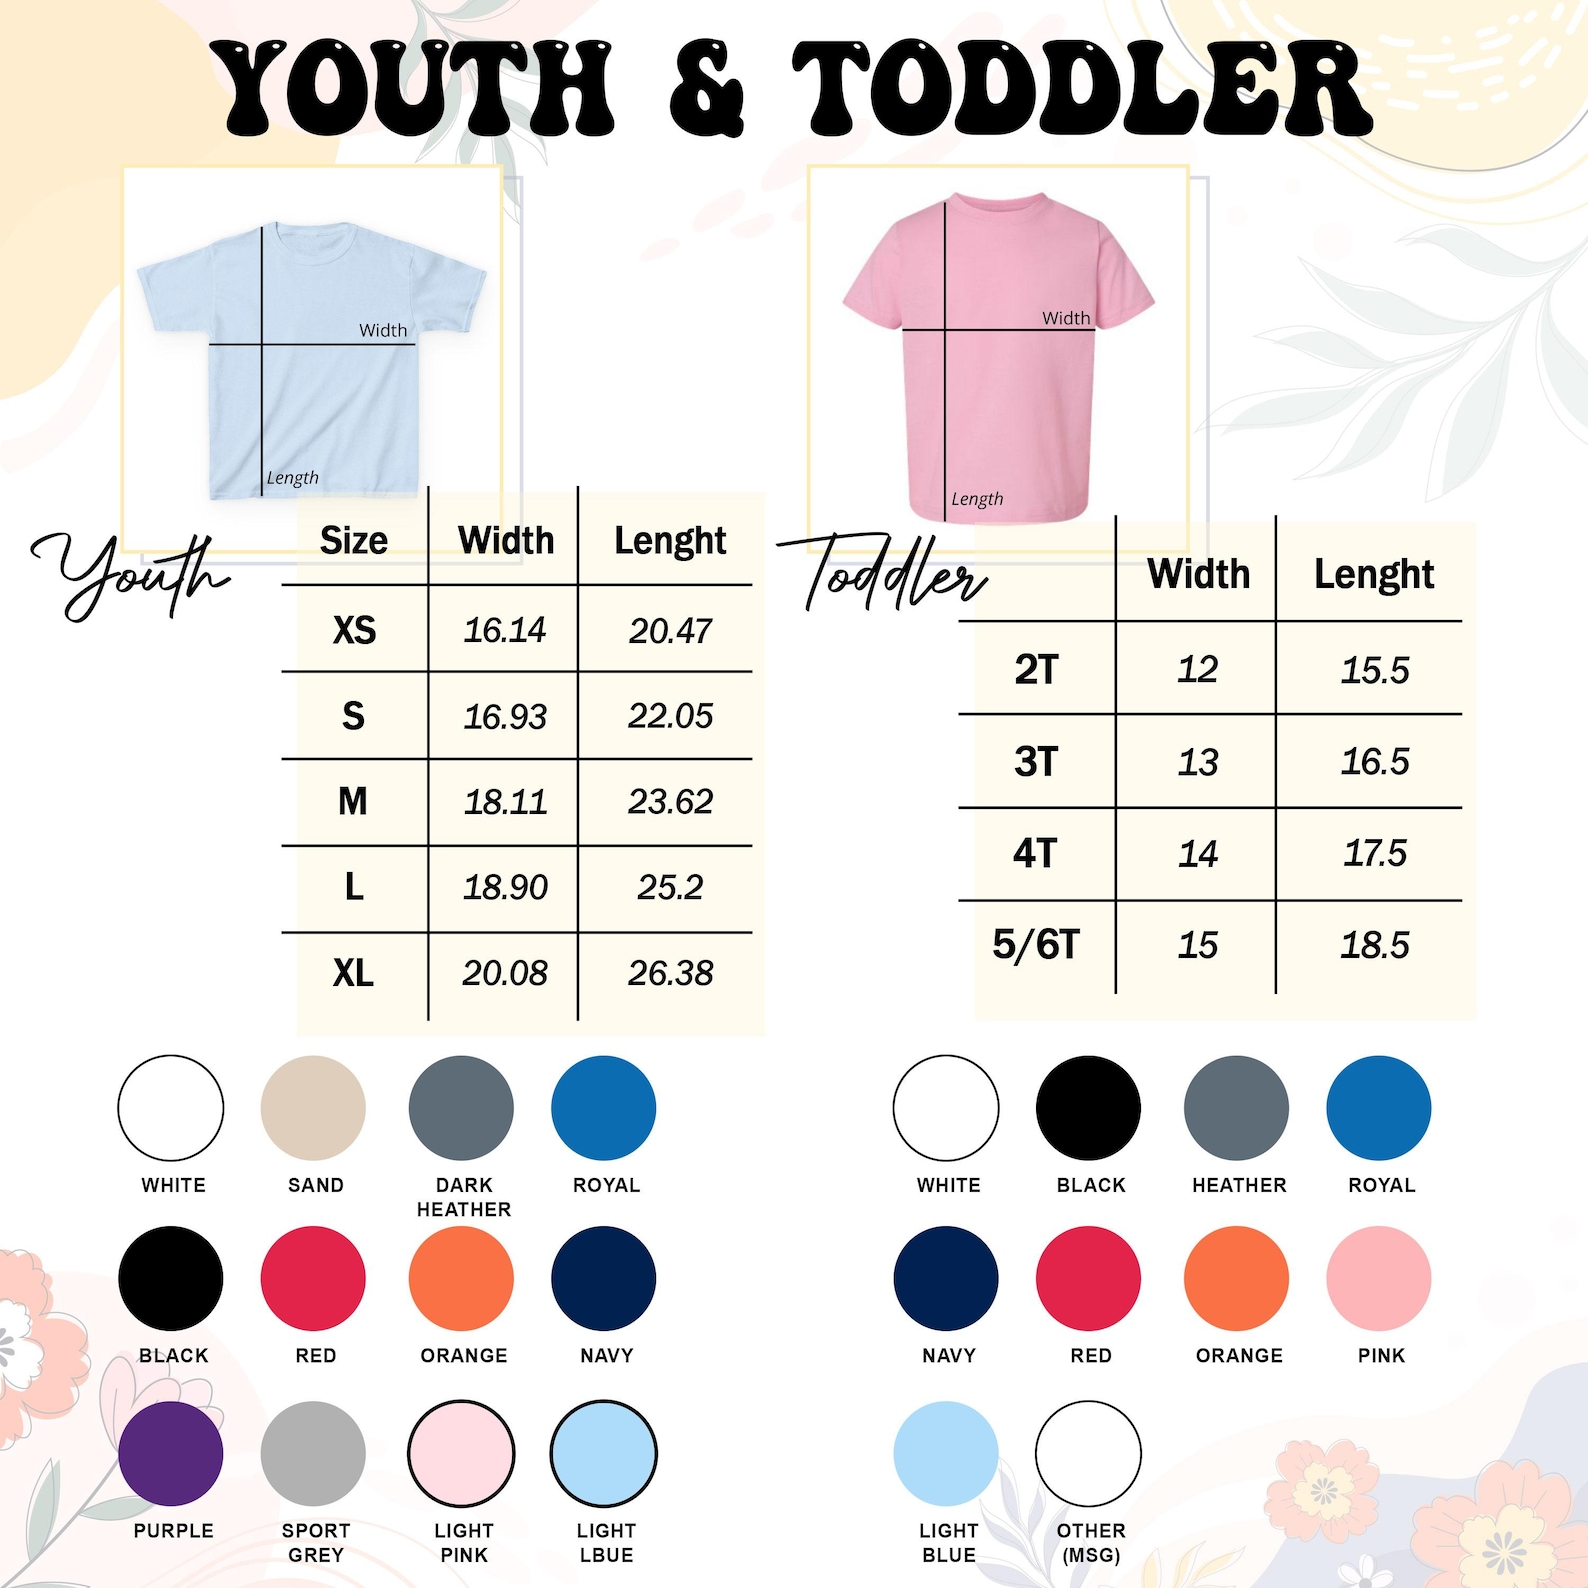 YOUTH & TODDLER
Width
Length
Width
Length
Youth
Size Width Lenght
XS 16.14 20.47
S 16.93 22.05
M 18.11 23.62
L 18.90 25.2
XL 20.08 26.38
Toddler
Width Lenght
2T 12 15.5
3T 13 16.5
4T 14 17.5
5/6T 15 18.5
WHITE SAND DARK ROYAL
HEATHER
BLACK RED ORANGE NAVY
PURPLE SPORT LIGHT LIGHT
GREY PINK LBUE
WHITE BLACK HEATHER ROYAL
NAVY RED ORANGE PINK
LIGHT OTHER
BLUE (MSG)